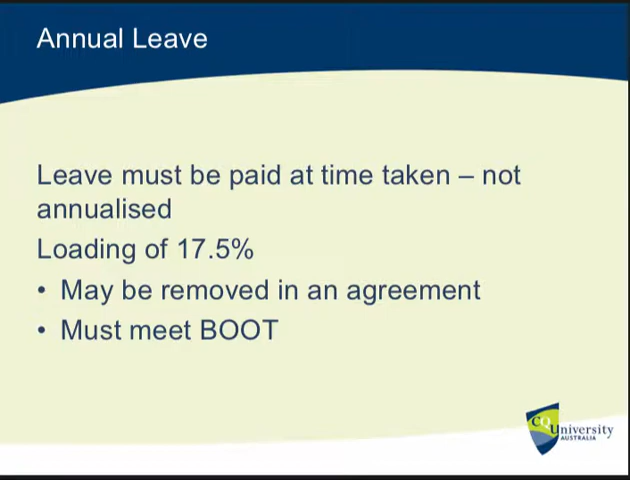 Annual Leave
Leave must be paid at time taken – not
annualised
Loading of 17.5%
• May be removed in an agreement
• Must meet BOOT
CQUniversity
AUSTRALIA